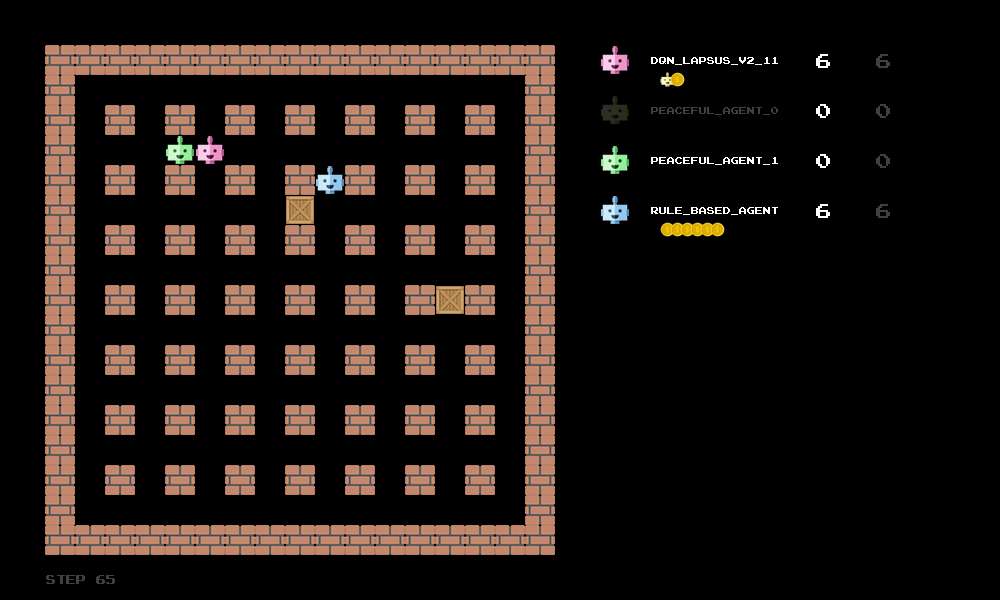 DQN_LAPSUS_V2_11 6 6
PEACEFUL_AGENT_0 0 0
PEACEFUL_AGENT_1 0 0
RULE_BASED_AGENT 6 6
STEP 65